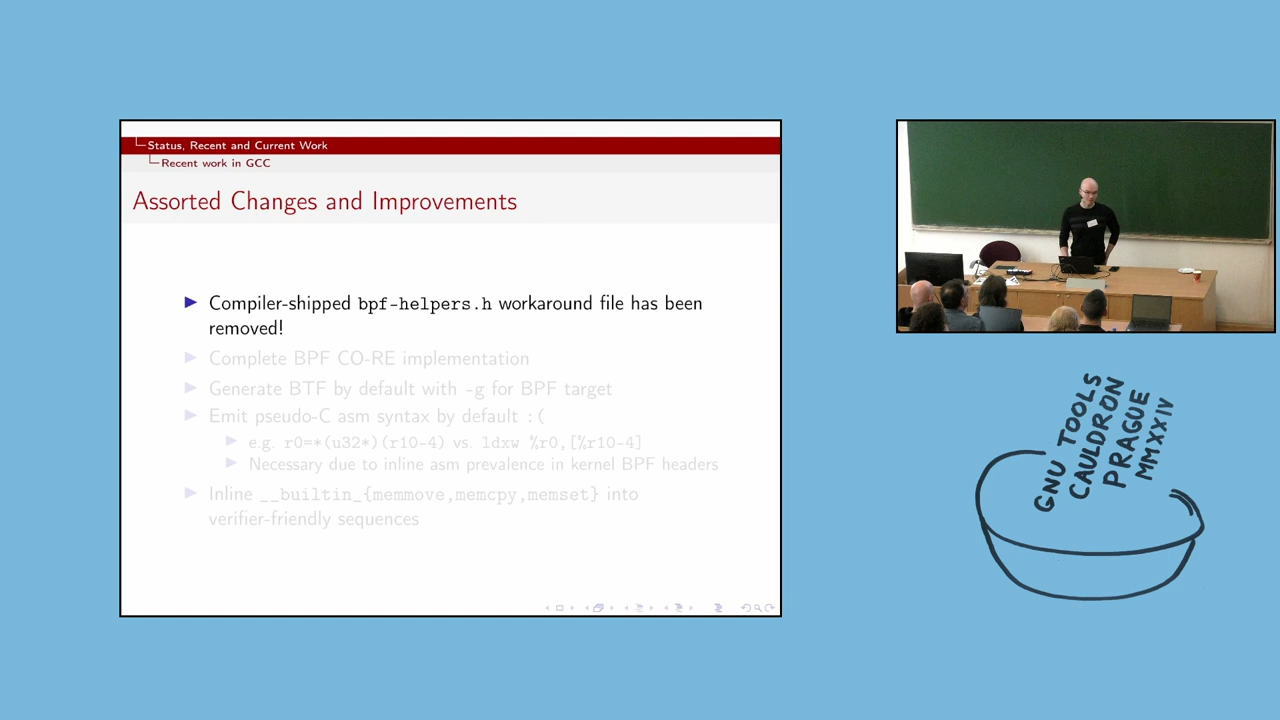 Status, Recent and Current Work
Recent work in GCC
Assorted Changes and Improvements
▶ Compiler-shipped bpf-helpers.h workaround file has been
removed!
▶ Complete BPF CO-RE implementation
▶ Generate BTF by default with -g for BPF target
▶ Emit pseudo-C asm syntax by default :(
▶ e.g. r0=*(u32*)(r10-4) vs. ldxw %r0,[%r10-4]
▶ Necessary due to inline asm prevalence in kernel BPF headers
▶ Inline __builtin_{memmove,memcpy,memset} into
verifier-friendly sequences
GNU TOOLS
CAULDRON
PRAGUE
MMXXIV